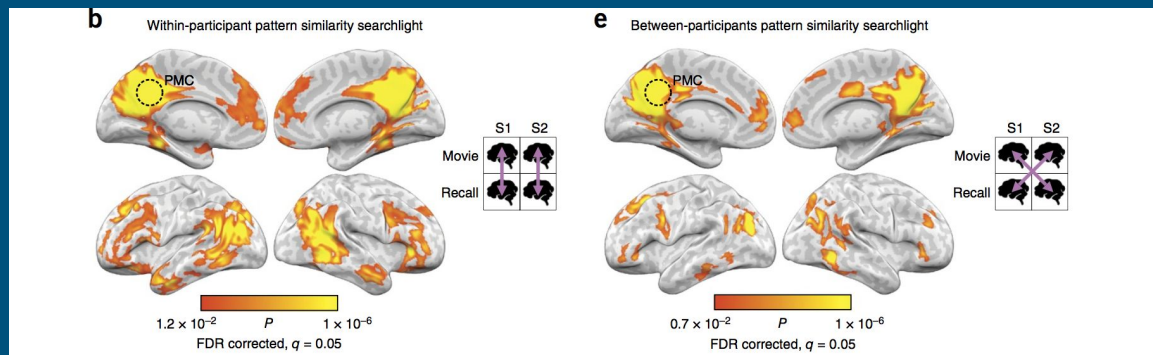 b
Within-participant pattern similarity searchlight
PMC
S1 S2
Movie
Recall
1.2 × 10⁻² P 1 × 10⁻⁶
FDR corrected, q = 0.05
e
Between-participants pattern similarity searchlight
PMC
S1 S2
Movie
Recall
0.7 × 10⁻² P 1 × 10⁻⁶
FDR corrected, q = 0.05